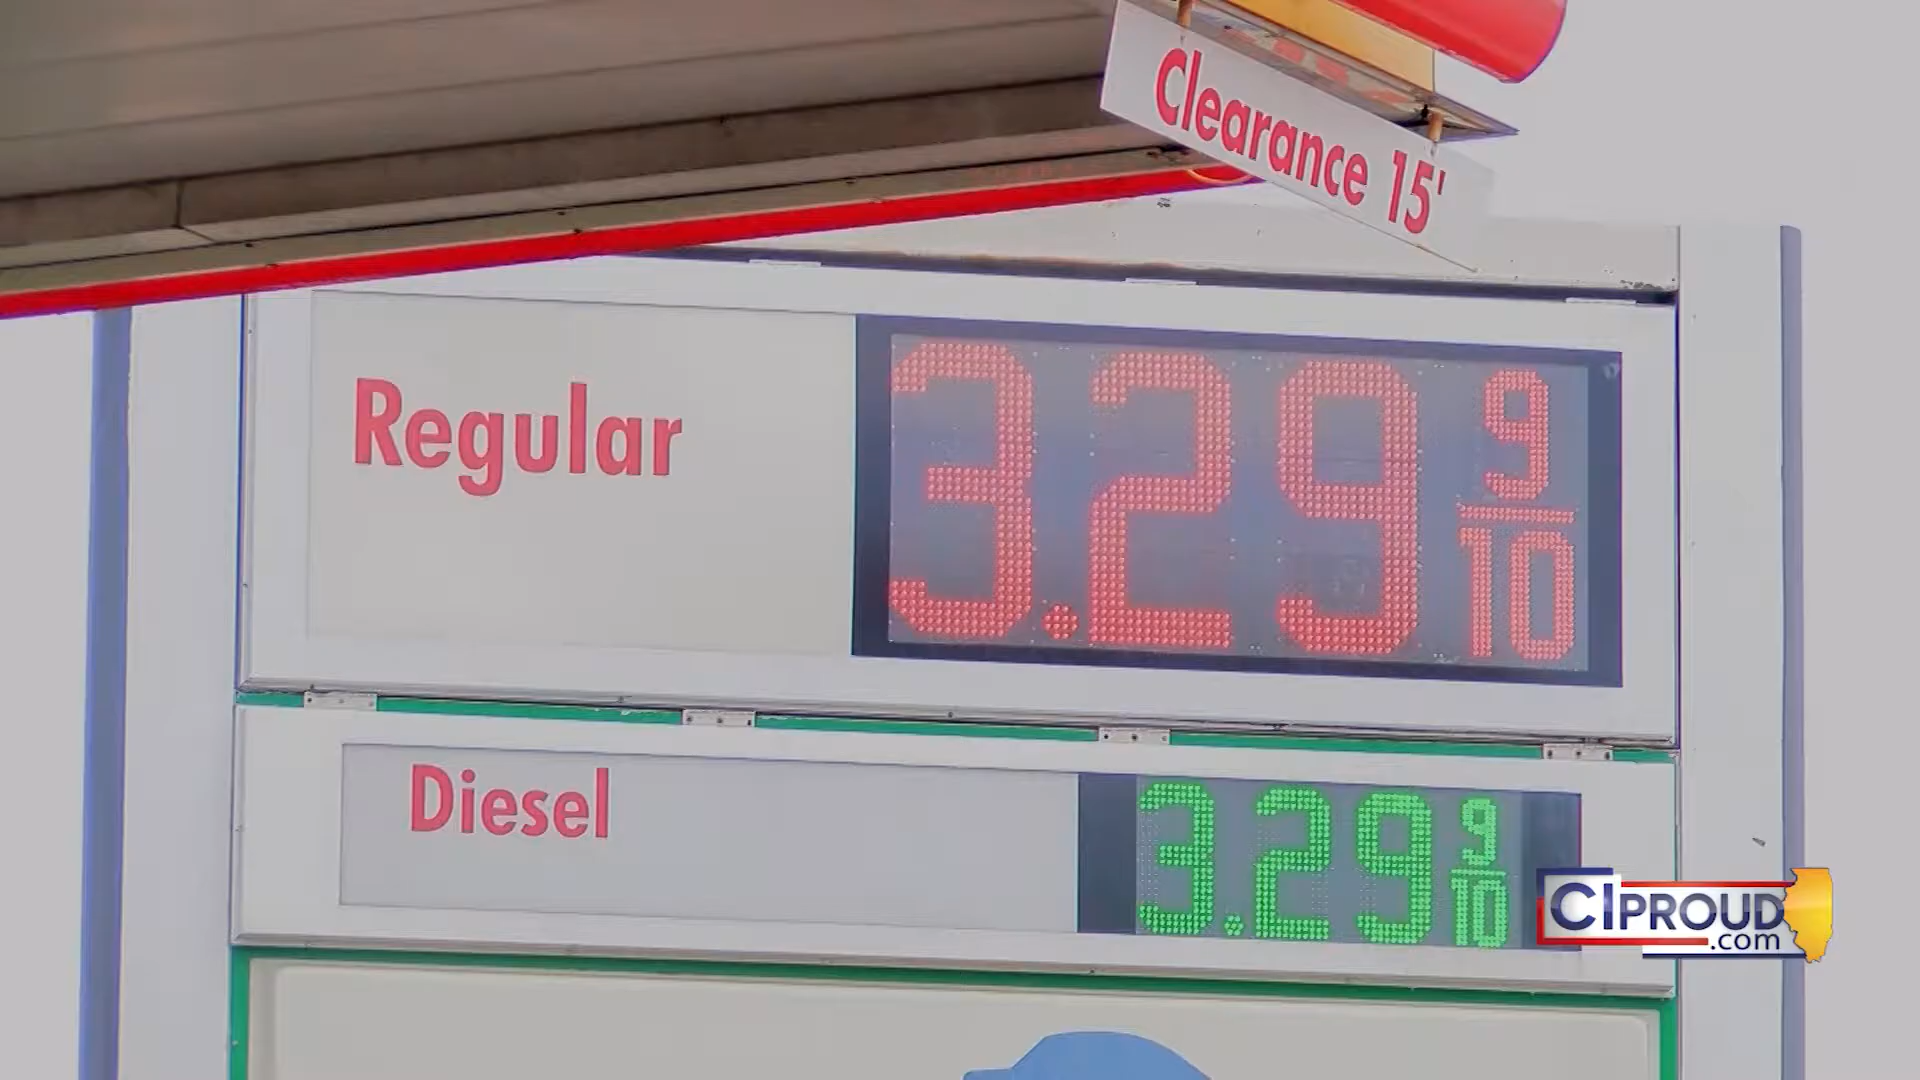 Clearance 15'
Regular 3.29 9/10
Diesel 3.29 9/10
CIPROUD
.com